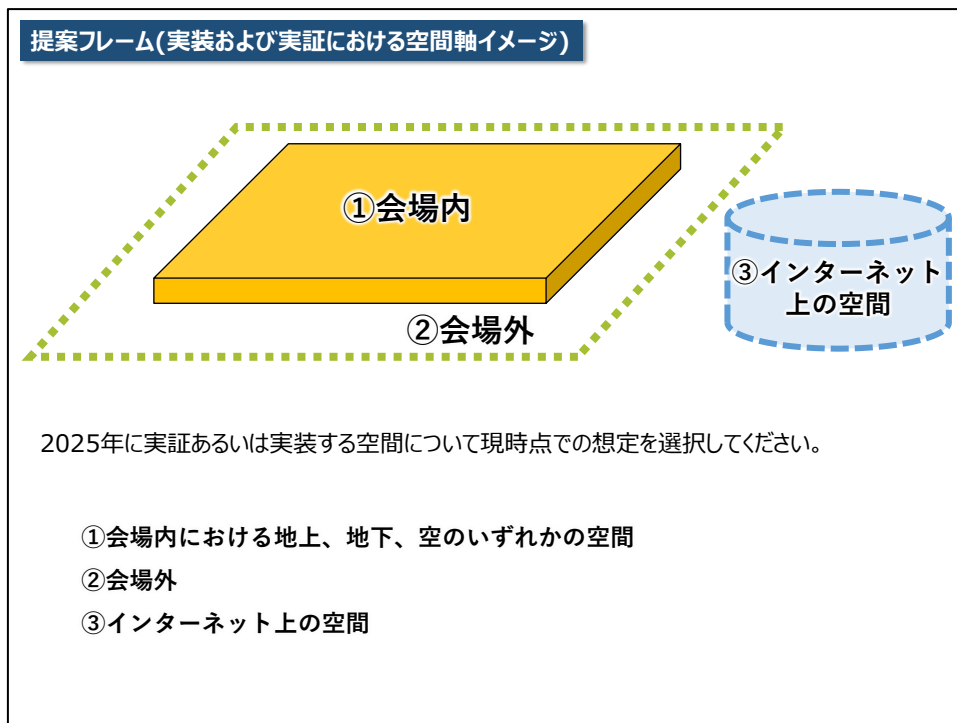 提案フレーム(実装および実証における空間軸イメージ)
①会場内
②会場外
③インターネット
上の空間
2025年に実証あるいは実装する空間について現時点での想定を選択してください。
①会場内における地上、地下、空のいずれかの空間
②会場外
③インターネット上の空間